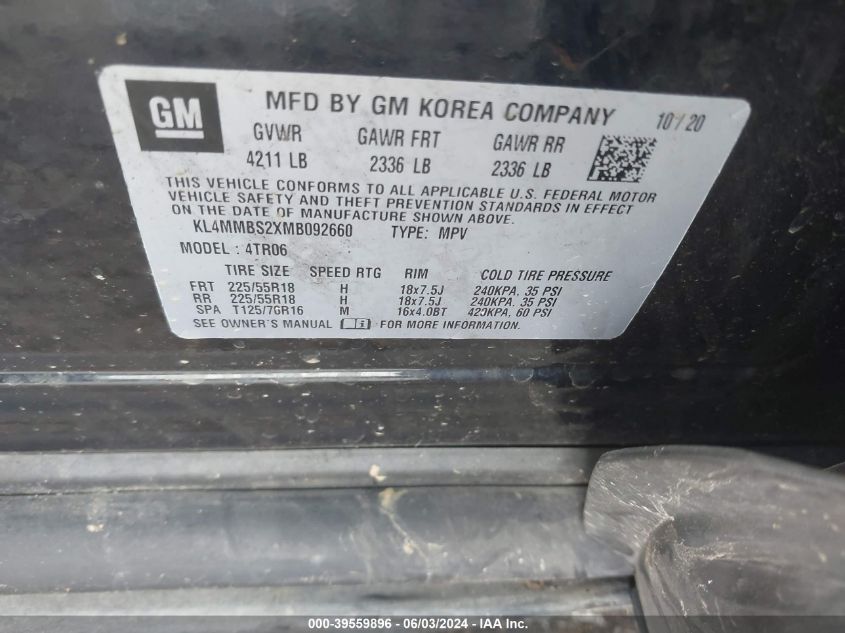 GM
MFD BY GM KOREA COMPANY 10/20
GVWR GAWR FRT GAWR RR
4211 LB 2336 LB 2336 LB
THIS VEHICLE CONFORMS TO ALL APPLICABLE U.S. FEDERAL MOTOR
VEHICLE SAFETY AND THEFT PREVENTION STANDARDS IN EFFECT
ON THE DATE OF MANUFACTURE SHOWN ABOVE.
KL4MMBS2XMB092660 TYPE: MPV
MODEL : 4TR06
TIRE SIZE SPEED RTG RIM COLD TIRE PRESSURE
FRT 225/55R18 H 18x7.5J 240KPA, 35 PSI
RR 225/55R18 H 18x7.5J 240KPA, 35 PSI
SPA T125/70R16 M 16x4.0BT 420KPA, 60 PSI
SEE OWNER'S MANUAL FOR MORE INFORMATION.
000-39559896 - 06/03/2024 - IAA Inc.